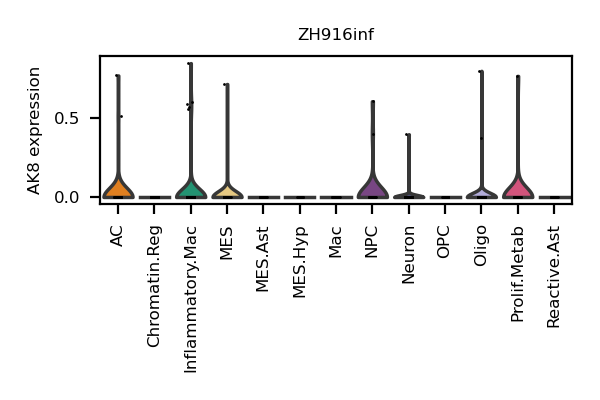 ZH916inf
AK8 expression
0.5
0.0
AC
Chromatin.Reg
Inflammatory.Mac
MES
MES.Ast
MES.Hyp
Mac
NPC
Neuron
OPC
Oligo
Prolif.Metab
Reactive.Ast